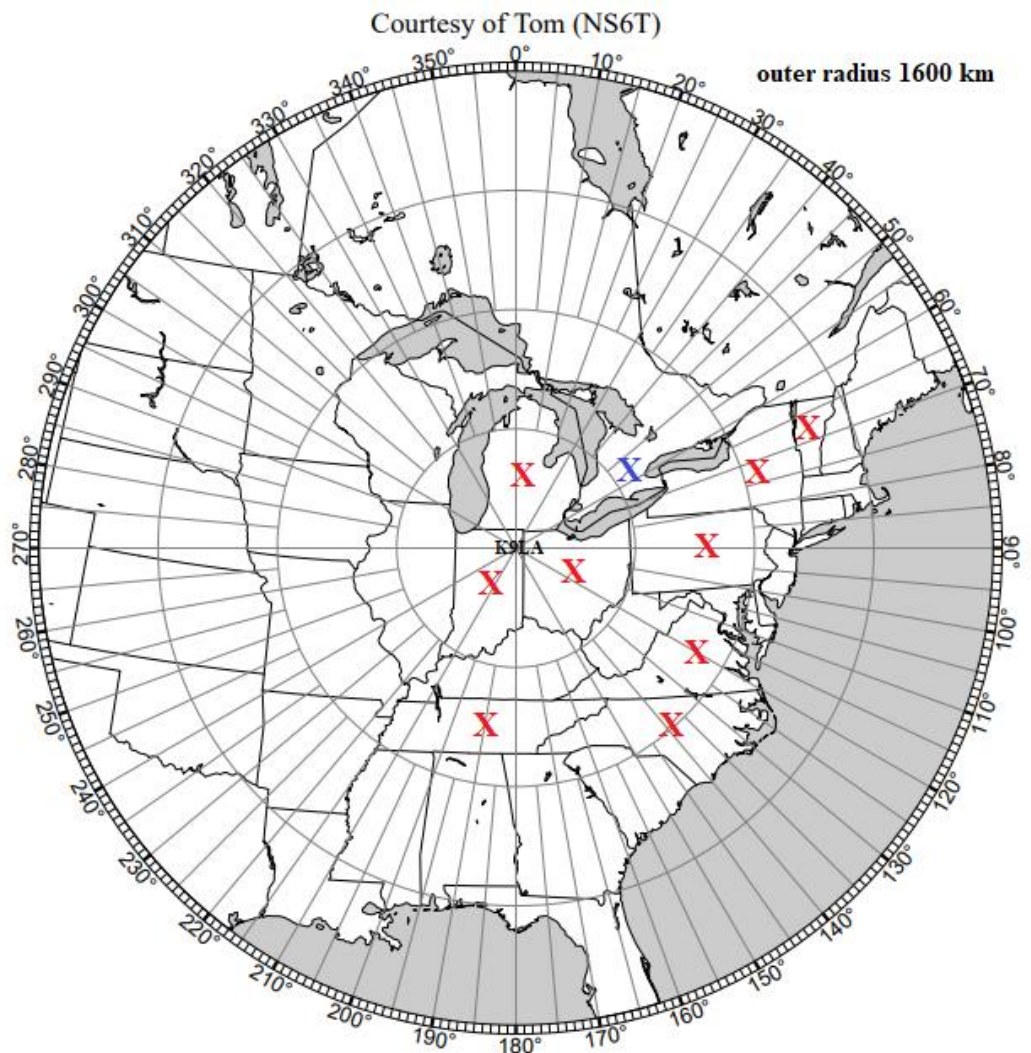 Courtesy of Tom (NS6T)
outer radius 1600 km
0°
10°
20°
30°
40°
50°
60°
70°
80°
90°
100°
110°
120°
130°
140°
150°
160°
170°
180°
190°
200°
210°
220°
230°
240°
250°
260°
270°
280°
290°
300°
310°
320°
330°
340°
350°
X
X
X
X
X
K9LA
X
X
X
X
X
X